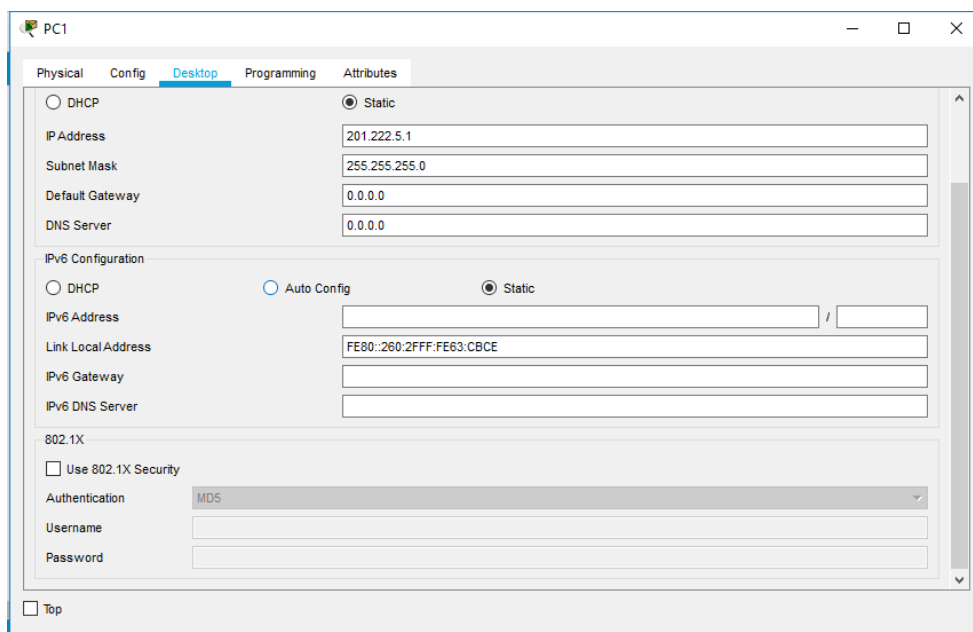 PC1
Physical Config Desktop Programming Attributes
DHCP Static
IP Address 201.222.5.1
Subnet Mask 255.255.255.0
Default Gateway 0.0.0.0
DNS Server 0.0.0.0
IPv6 Configuration
DHCP Auto Config Static
IPv6 Address /
Link Local Address FE80::260:2FFF:FE63:CBCE
IPv6 Gateway
IPv6 DNS Server
802.1X
Use 802.1X Security
Authentication MD5
Username
Password
Top